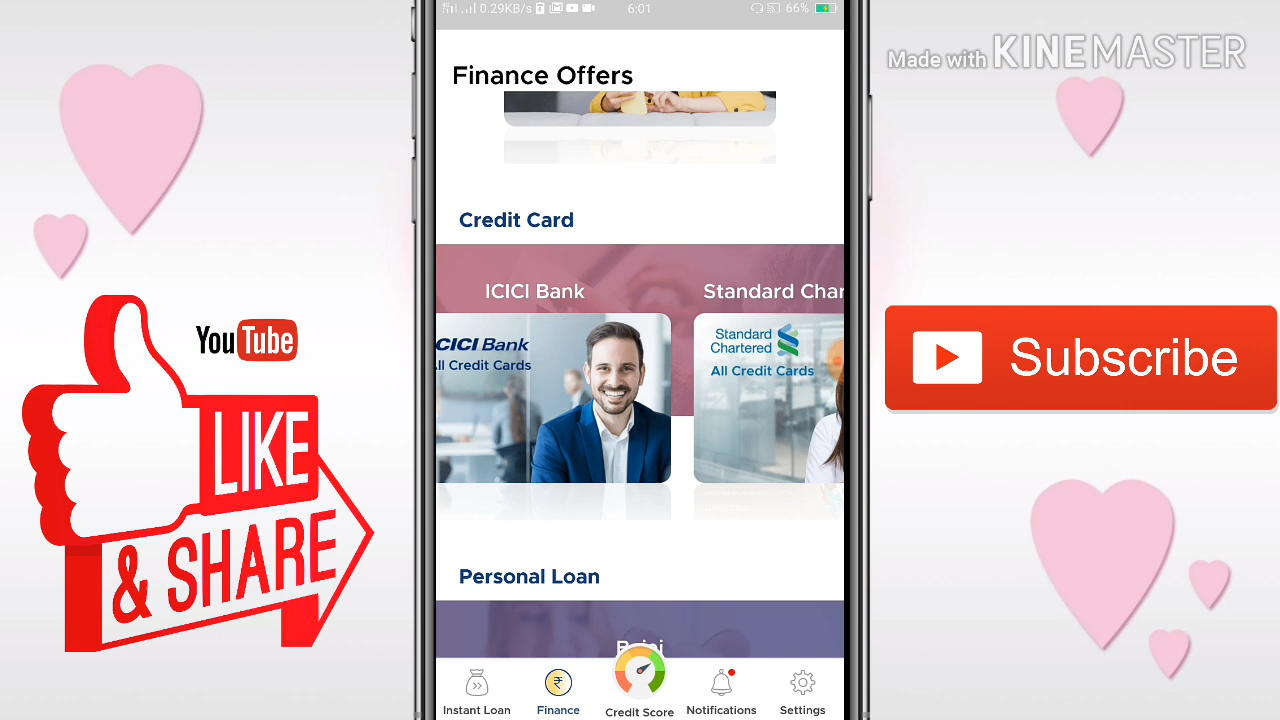 0.29KB/s
6:01
66%
Made with KINEMASTER
Finance Offers
Credit Card
ICICI Bank
Standard Char
CICI Bank
ll Credit Cards
Standard
Chartered
All Credit Cards
YouTube
LIKE
& SHARE
Subscribe
Personal Loan
Bajaj
Instant Loan
Finance
Credit Score
Notifications
Settings